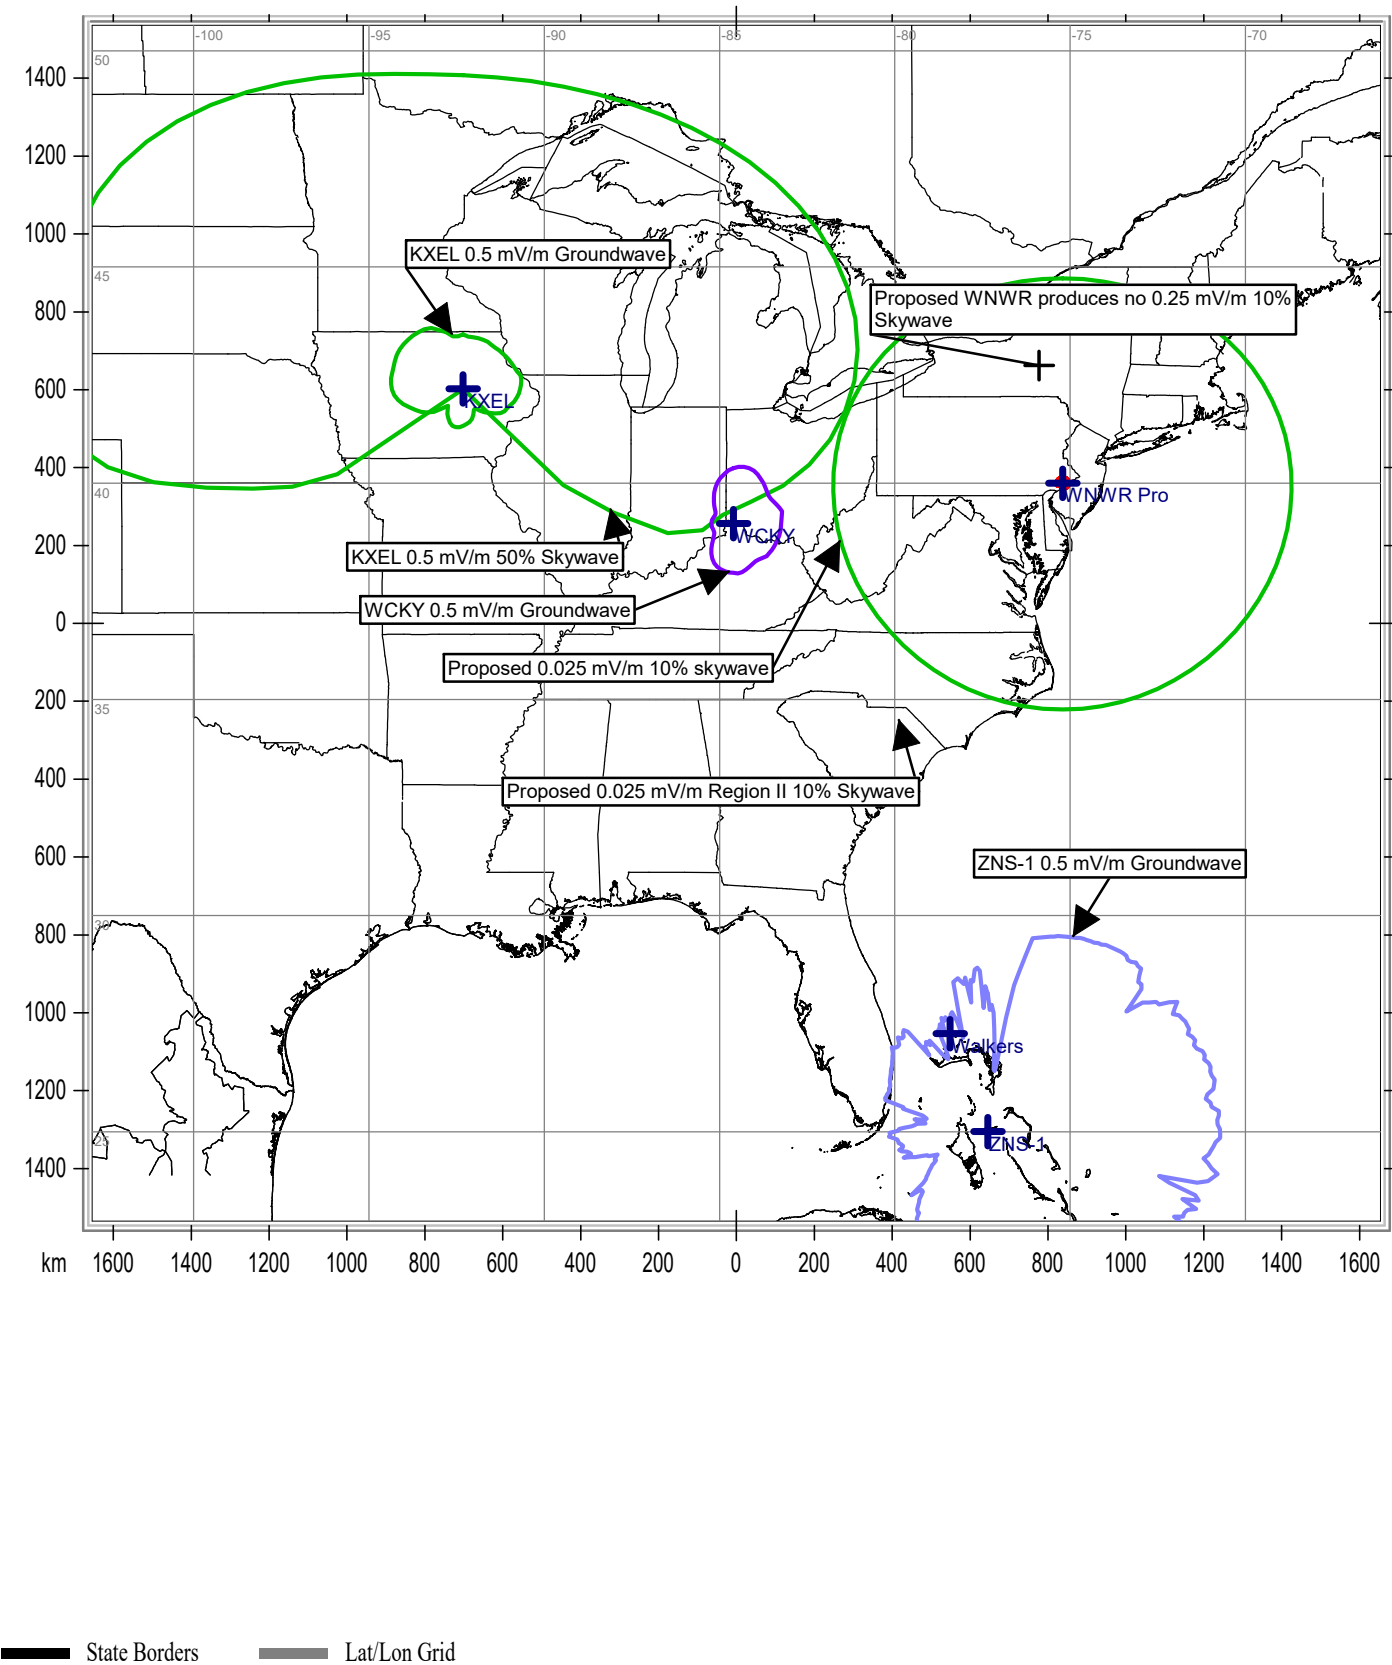 -100
-95
-90
-85
-80
-75
-70
50
1400
1200
1000
KXEL 0.5 mV/m Groundwave
45
Proposed WNWR produces no 0.25 mV/m 10%
Skywave
800
600
KXEL
400
40
WNWR Pro
WCKY
200
KXEL 0.5 mV/m 50% Skywave
WCKY 0.5 mV/m Groundwave
0
Proposed 0.025 mV/m 10% skywave
200
35
400
Proposed 0.025 mV/m Region II 10% Skywave
600
ZNS-1 0.5 mV/m Groundwave
30
800
1000
Walkers
1200
25
ZNS-1
1400
km 1600 1400 1200 1000 800 600 400 200 0 200 400 600 800 1000 1200 1400 1600
State Borders Lat/Lon Grid